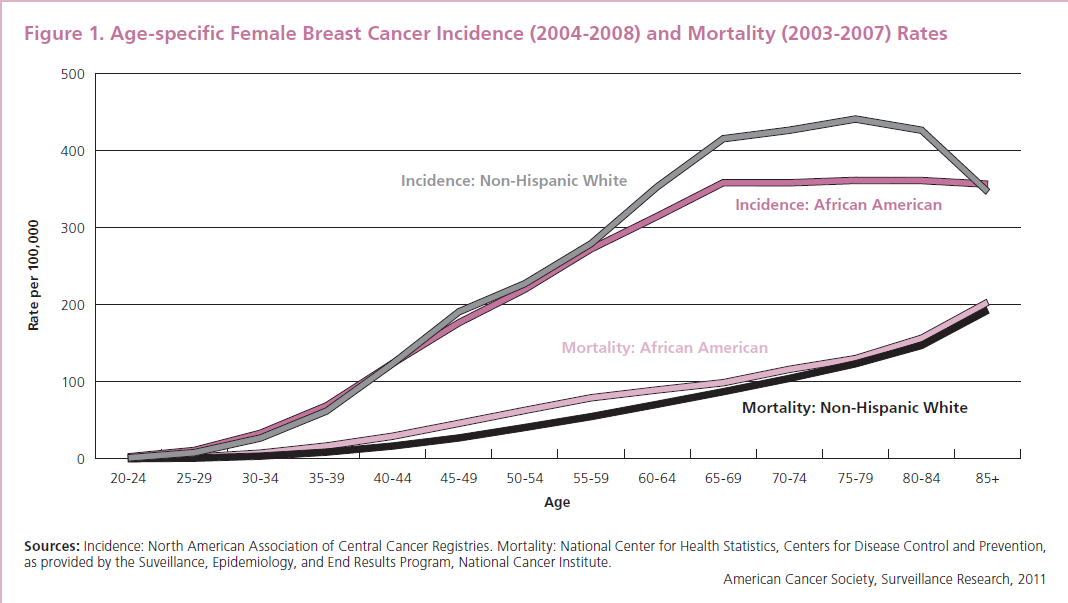 Figure 1. Age-specific Female Breast Cancer Incidence (2004-2008) and Mortality (2003-2007) Rates
500
400
300
200
100
0
Rate per 100,000
Incidence: Non-Hispanic White
Incidence: African American
Mortality: African American
Mortality: Non-Hispanic White
20-24 25-29 30-34 35-39 40-44 45-49 50-54 55-59 60-64 65-69 70-74 75-79 80-84 85+
Age
Sources: Incidence: North American Association of Central Cancer Registries. Mortality: National Center for Health Statistics, Centers for Disease Control and Prevention,
as provided by the Suveillance, Epidemiology, and End Results Program, National Cancer Institute.
American Cancer Society, Surveillance Research, 2011